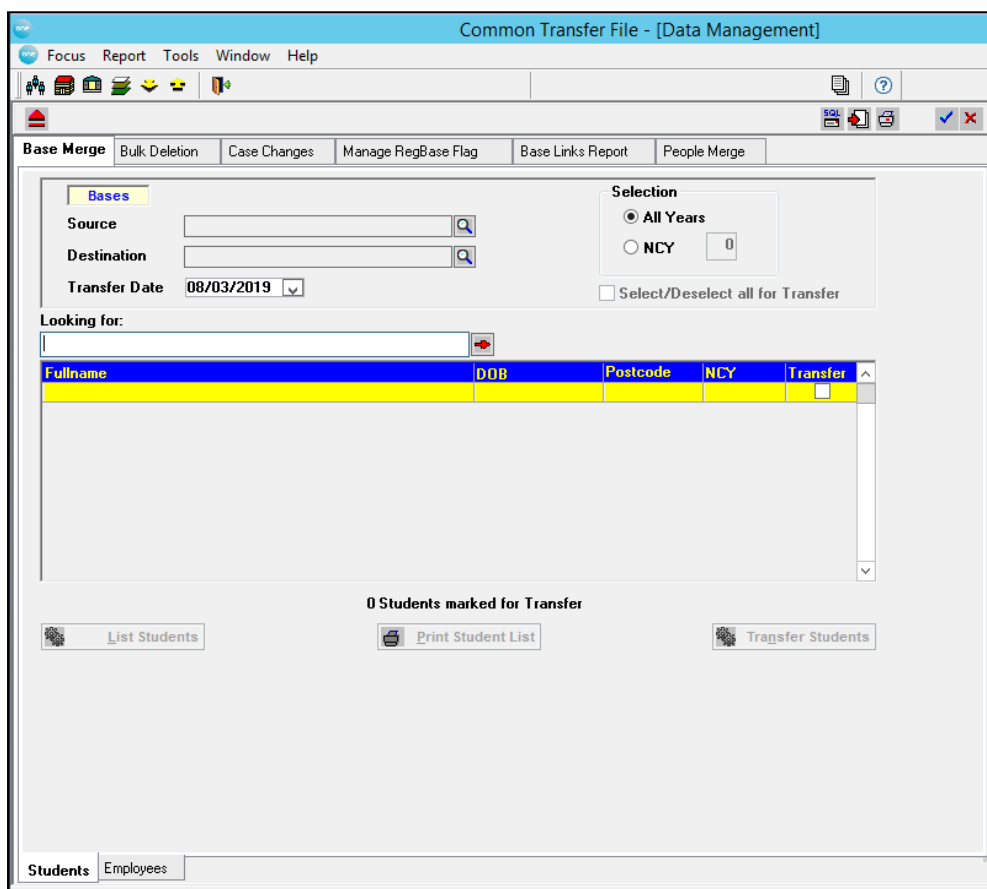 one Common Transfer File - [Data Management]
one Focus Report Tools Window Help
SQL
Base Merge Bulk Deletion Case Changes Manage RegBase Flag Base Links Report People Merge
Bases
Selection
Source
All Years
Destination
NCY 0
Transfer Date 08/03/2019
Select/Deselect all for Transfer
Looking for:
Fullname DOB Postcode NCY Transfer
0 Students marked for Transfer
List Students Print Student List Transfer Students
Students Employees